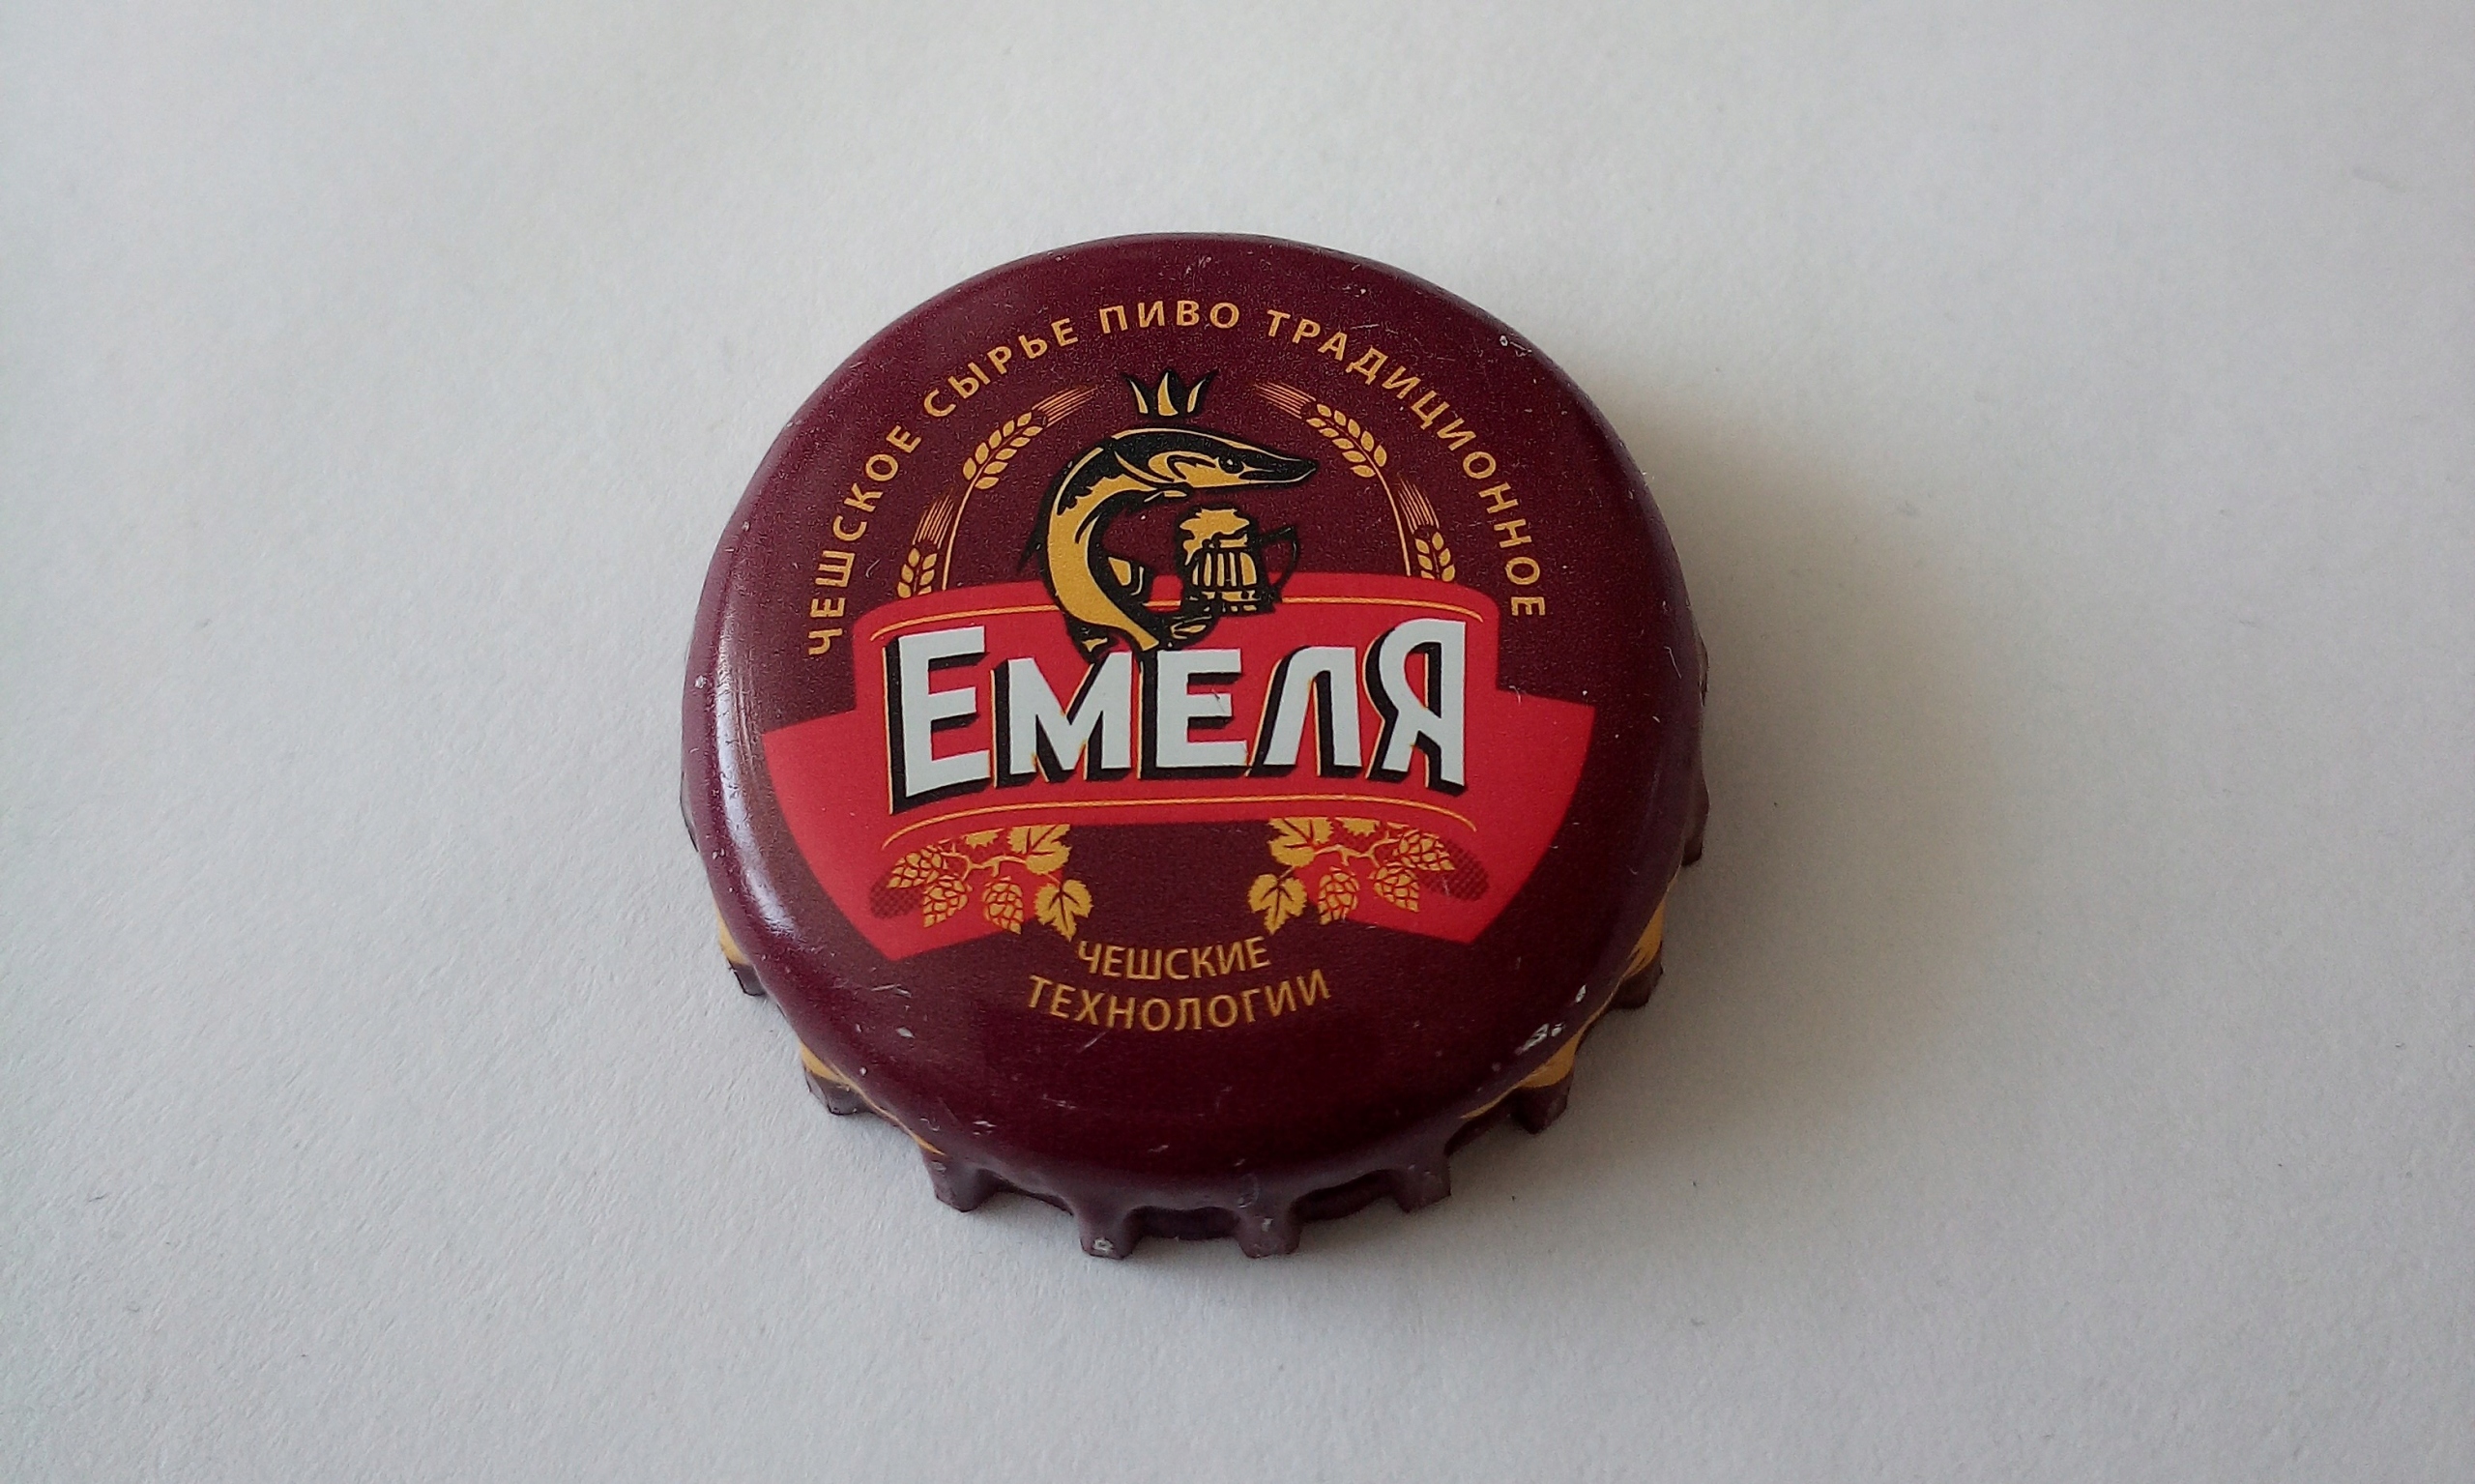 ЧЕШСКОЕ СЫРЬЕ ПИВО ТРАДИЦИОННОЕ
ЕМЕЛЯ
ЧЕШСКИЕ
ТЕХНОЛОГИИ